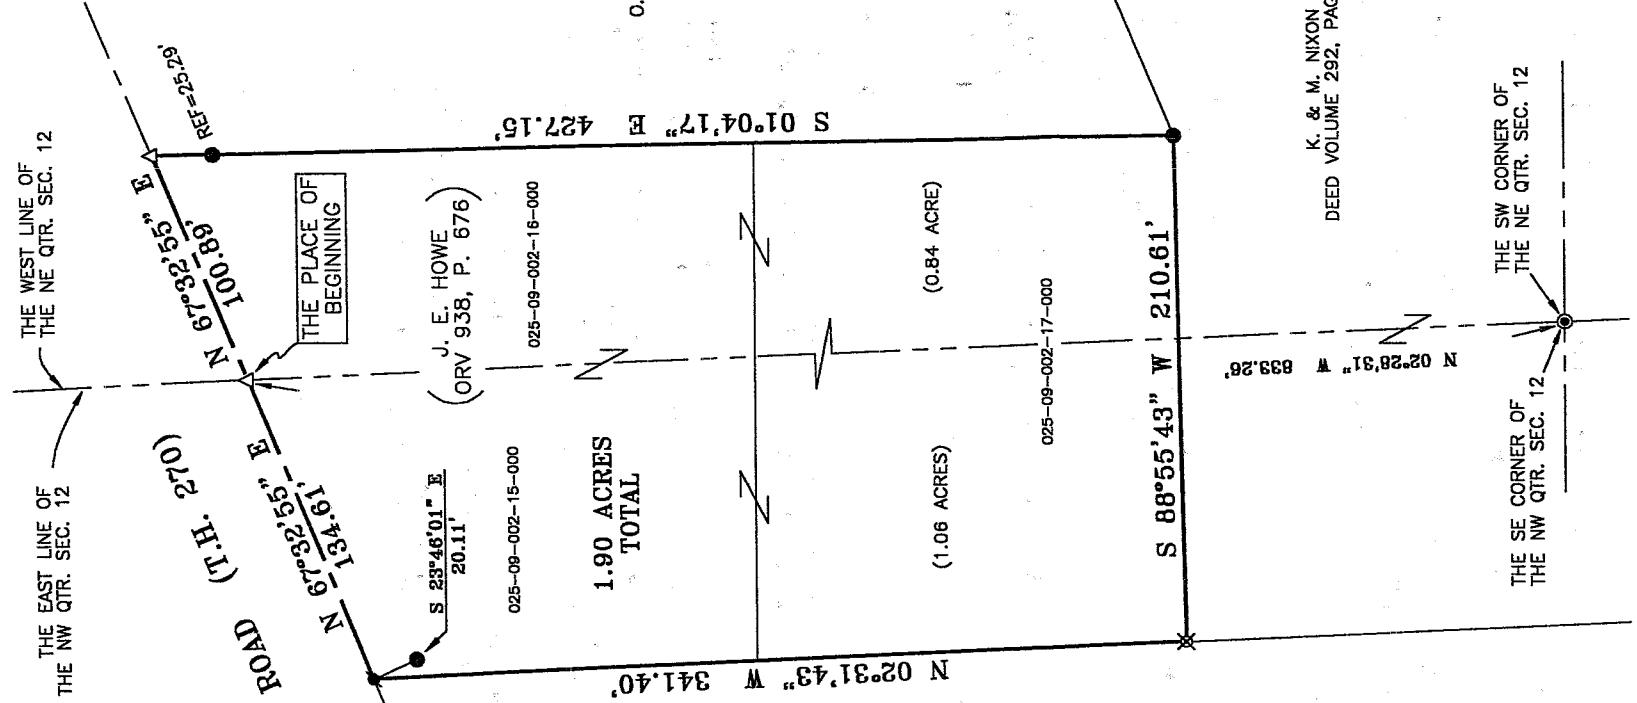 THE WEST LINE OF
THE NE QTR. SEC. 12
THE EAST LINE OF
THE NW QTR. SEC. 12
ROAD (T.H. 270)
N 67°32'55" E
134.61'
N 67°32'55" E
100.89'
REF=25.29'
THE PLACE OF
BEGINNING
S 23°46'01" E
20.11'
J. E. HOWE
ORV 938, P. 676
025-09-002-15-000
025-09-002-16-000
1.90 ACRES
TOTAL
S 01°04'17" E 427.15'
N 02°31'43" W 341.40'
(1.06 ACRES)
(0.84 ACRE)
025-09-002-17-000
S 88°55'43" W 210.61'
N 02°28'31" W 833.26'
K. & M. NIXON
DEED VOLUME 292, PAG
THE SW CORNER OF
THE NE QTR. SEC. 12
THE SE CORNER OF
THE NW QTR. SEC. 12
0.